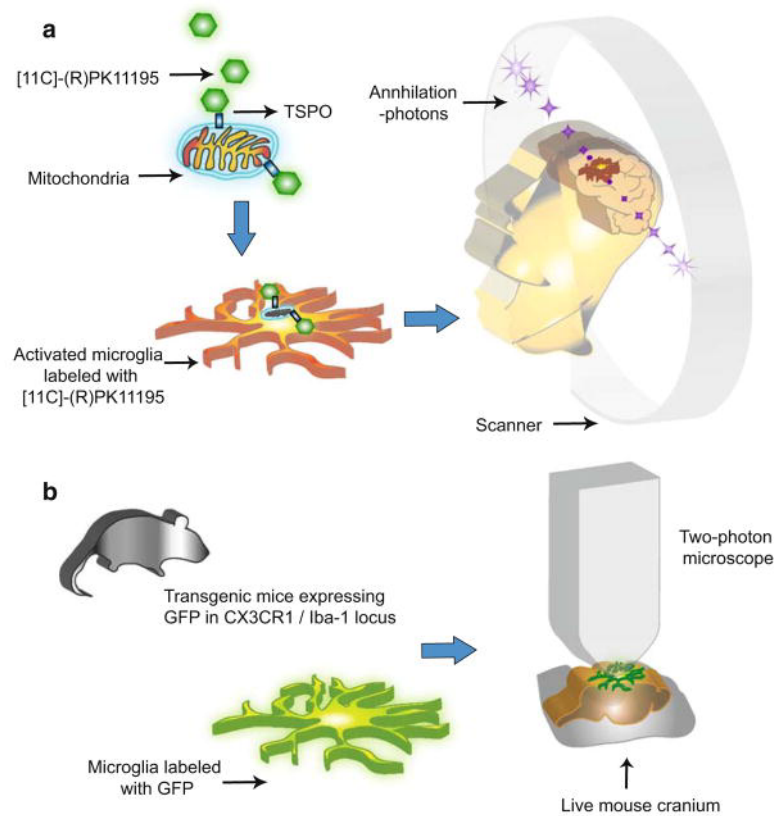 a
[11C]-(R)PK11195
TSPO
Mitochondria
Annhilation
-photons
Activated microglia
labeled with
[11C]-(R)PK11195
Scanner
b
Transgenic mice expressing
GFP in CX3CR1 / Iba-1 locus
Two-photon
microscope
Microglia labeled
with GFP
Live mouse cranium